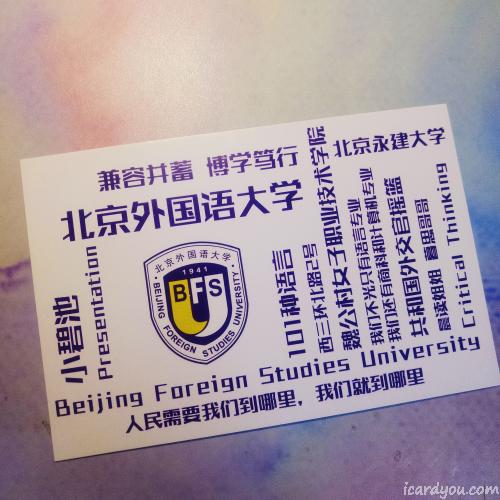 兼容并蓄 博学笃行
北京外国语大学
小碧池
Presentation
北京外国语大学
1941
BFS
BEIJING FOREIGN STUDIES UNIVERSITY
101种语言
西三环北路2号
魏公村女子职业技术学院
北京永建大学
我们不光只有语言专业
我们还有商科和计算机专业
共和国外交官摇篮
Critical Thinking
Beijing Foreign Studies University
人民需要我们到哪里，我们就到哪里
icardyou.com